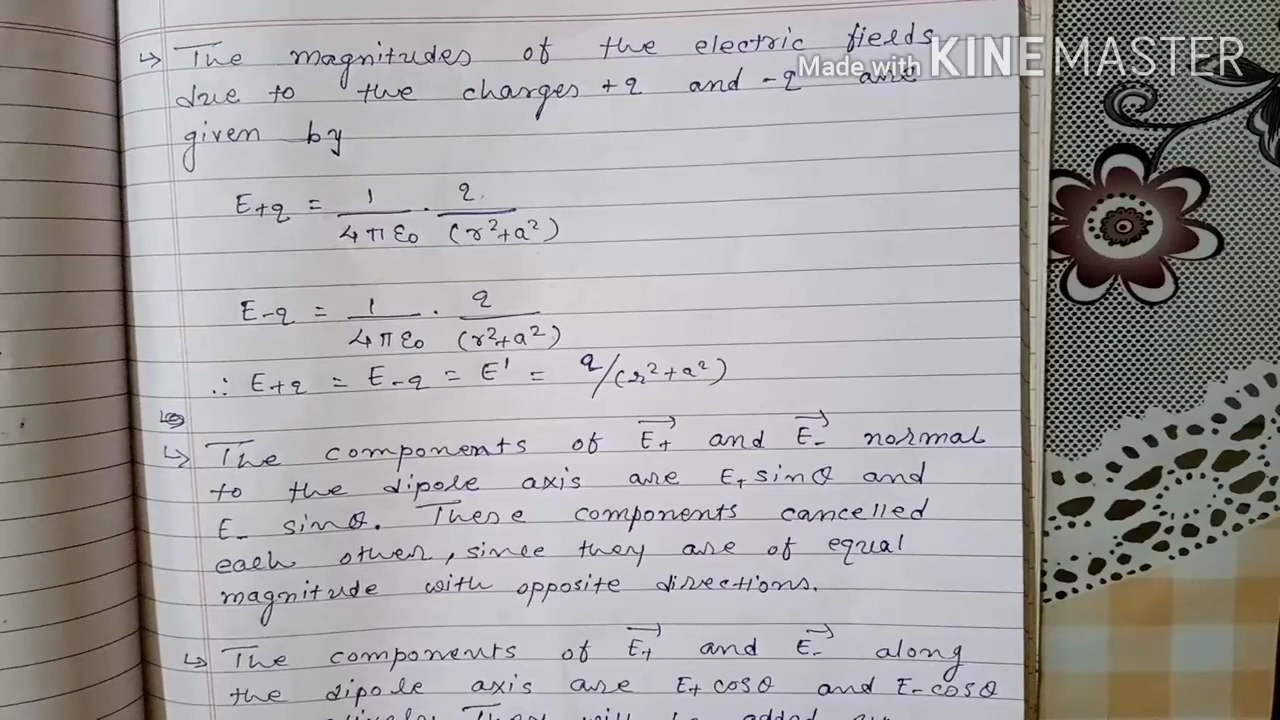 Made with KINEMASTER
↳ The magnitudes of the electric fields
due to the charges +q and -q are
given by
E+q = 1/4πε0 . q/(r²+a²)
E-q = 1/4πε0 . q/(r²+a²)
∴ E+q = E-q = E' = q/(r²+a²)
↳ The components of E₊→ and E₋→ normal
to the dipole axis are E₊ sinθ and
E₋ sinθ. These components cancelled
each other, since they are of equal
magnitude with opposite directions.
↳ The components of E₊→ and E₋→ along
the dipole axis are E₊ cosθ and E₋ cosθ